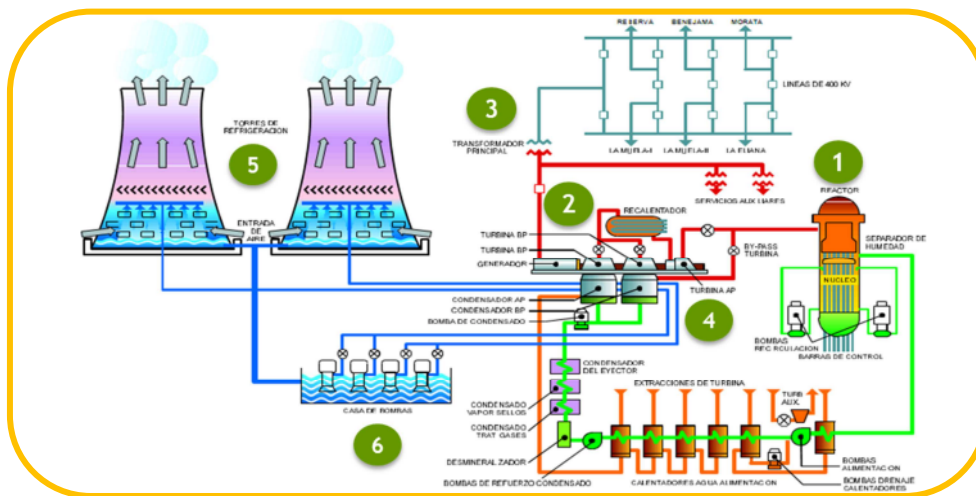 RESERVA
BENEJAMA
MORATA
LINEAS DE 400 KV
3
TRANSFORMADOR
PRINCIPAL
LA MUELA-I
LA MUELA-II
LA ELIANA
1
REACTOR
TORRES DE
REFRIGERACION
5
SERVICIOS AUXILIARES
2
RECALENTADOR
ENTRADA
DE
AIRE
TURBINA BP
TURBINA BP
GENERADOR
BY-PASS
TURBINA
SEPARADOR DE
HUMEDAD
NUCLEO
TURBINA AP
CONDENSADOR AP
CONDENSADOR BP
BOMBA DE CONDENSADO
4
BOMBAS
RECIRCULACION
BARRAS DE CONTROL
CONDENSADOR
DEL EYECTOR
EXTRACCIONES DE TURBINA
TURB.
AUX.
CONDENSADO
VAPOR SELLOS
CASA DE BOMBAS
CONDENSADO
TRAT GASES
6
DESMINERALIZADOR
BOMBAS DE REFUERZO CONDENSADO
CALENTADORES AGUA ALIMENTACION
BOMBAS
ALIMENTACION
BOMBAS DRENAJE
CALENTADORES